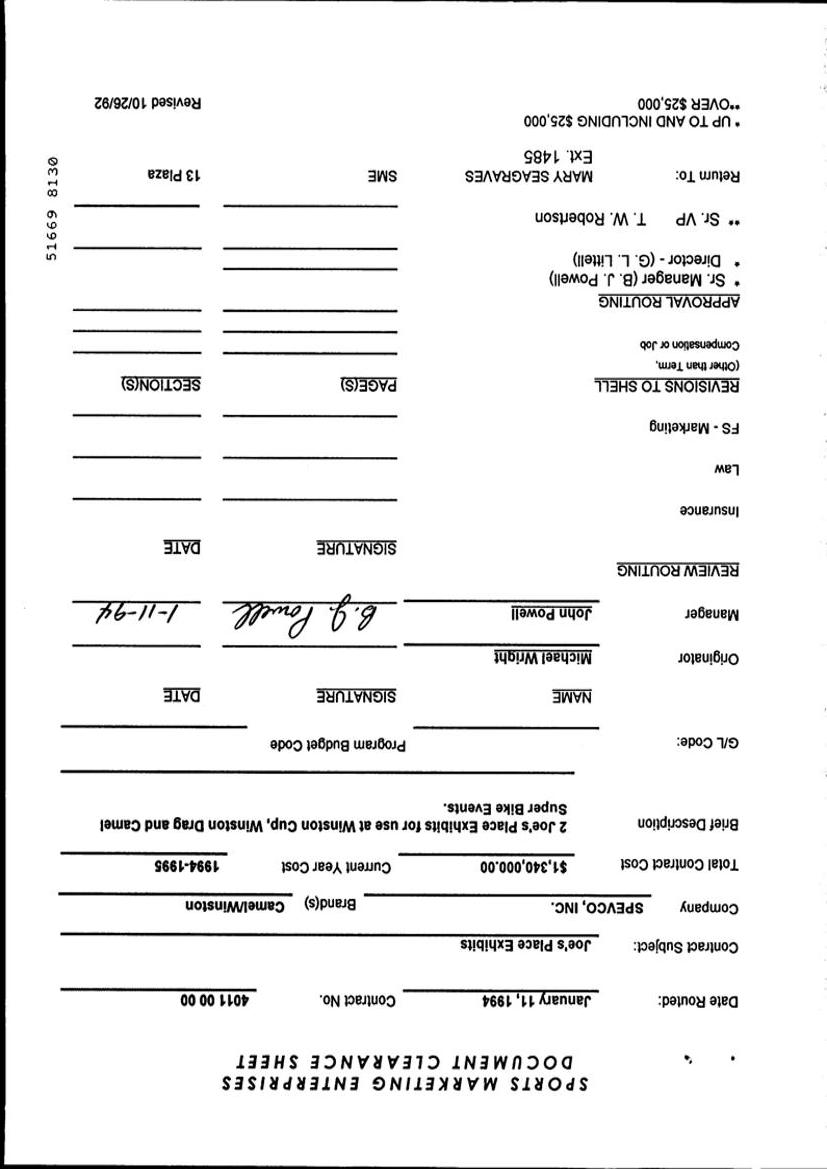 SPORTS MARKETING ENTERPRISES
DOCUMENT CLEARANCE SHEET
Date Routed: January 11, 1994 Contract No. 4011 00 00
Contract Subject: Joe's Place Exhibits
Company SPEVCO, INC. Brand(s) Camel/Winston
Total Contract Cost $1,340,000.00 Current Year Cost 1994-1995
Brief Description 2 Joe's Place Exhibits for use at Winston Cup, Winston Drag and Camel
Super Bike Events.
G/L Code: Program Budget Code
NAME SIGNATURE DATE
Originator Michael Wright
Manager John Powell B. J. Powell 1-11-94
REVIEW ROUTING
SIGNATURE DATE
Insurance
Law
FS - Marketing
REVISIONS TO SHELL PAGE(S) SECTION(S)
(Other than Term,
Compensation or Job
APPROVAL ROUTING
* Sr. Manager (B. J. Powell)
* Director - (G. L. Littell)
** Sr. VP T. W. Robertson
Return To: MARY SEAGRAVES SME 13 Plaza
Ext. 1485
* UP TO AND INCLUDING $25,000
**OVER $25,000 Revised 10/26/92
51669 8130